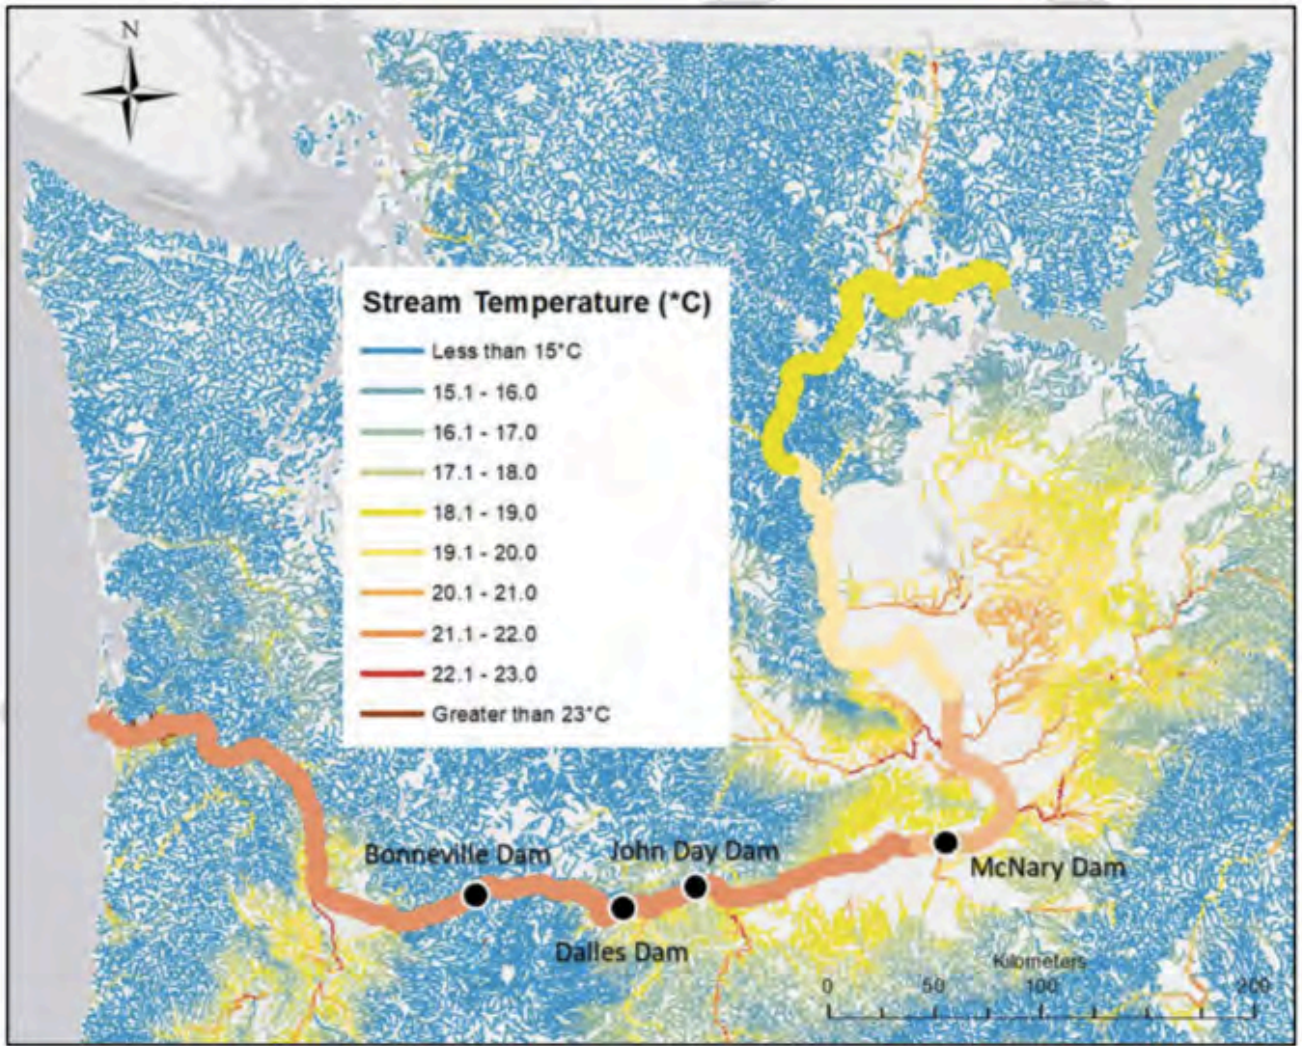 N
Stream Temperature (*C)
Less than 15*C
15.1 - 16.0
16.1 - 17.0
17.1 - 18.0
18.1 - 19.0
19.1 - 20.0
20.1 - 21.0
21.1 - 22.0
22.1 - 23.0
Greater than 23°C
Bonneville Dam
John Day Dam
McNary Dam
Dalles Dam
Kilometers
0 50 100 200